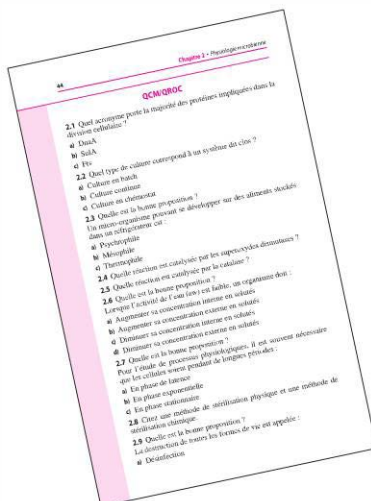 44
Chapitre 2 • Physiologie microbienne
QCM/QROC
2.1 Quel acronyme porte la majorité des protéines impliquées dans la
division cellulaire ?
a) DnaA
b) SulA
c) Fts
2.2 Quel type de culture correspond à un système dit clos ?
a) Culture en batch
b) Culture continue
c) Culture en chémostat
2.3 Quelle est la bonne proposition ?
Un micro-organisme pouvant se développer sur des aliments stockés
dans un réfrigérateur est :
a) Psychrophile
b) Mésophile
c) Thermophile
2.4 Quelle réaction est catalysée par les superoxydes dismutases ?
2.5 Quelle réaction est catalysée par la catalase ?
2.6 Quelle est la bonne proposition ?
Lorsque l'activité de l'eau (aw) est faible, un organisme doit :
a) Augmenter sa concentration interne en solutés
b) Augmenter sa concentration externe en solutés
c) Diminuer sa concentration interne en solutés
d) Diminuer sa concentration externe en solutés
2.7 Quelle est la bonne proposition ?
Pour l'étude de processus physiologiques, il est souvent nécessaire
que les cellules soient pendant de longues périodes :
a) En phase de latence
b) En phase exponentielle
c) En phase stationnaire
2.8 Citez une méthode de stérilisation physique et une méthode de
stérilisation chimique.
2.9 Quelle est la bonne proposition ?
La destruction de toutes les formes de vie est appelée :
a) Désinfection